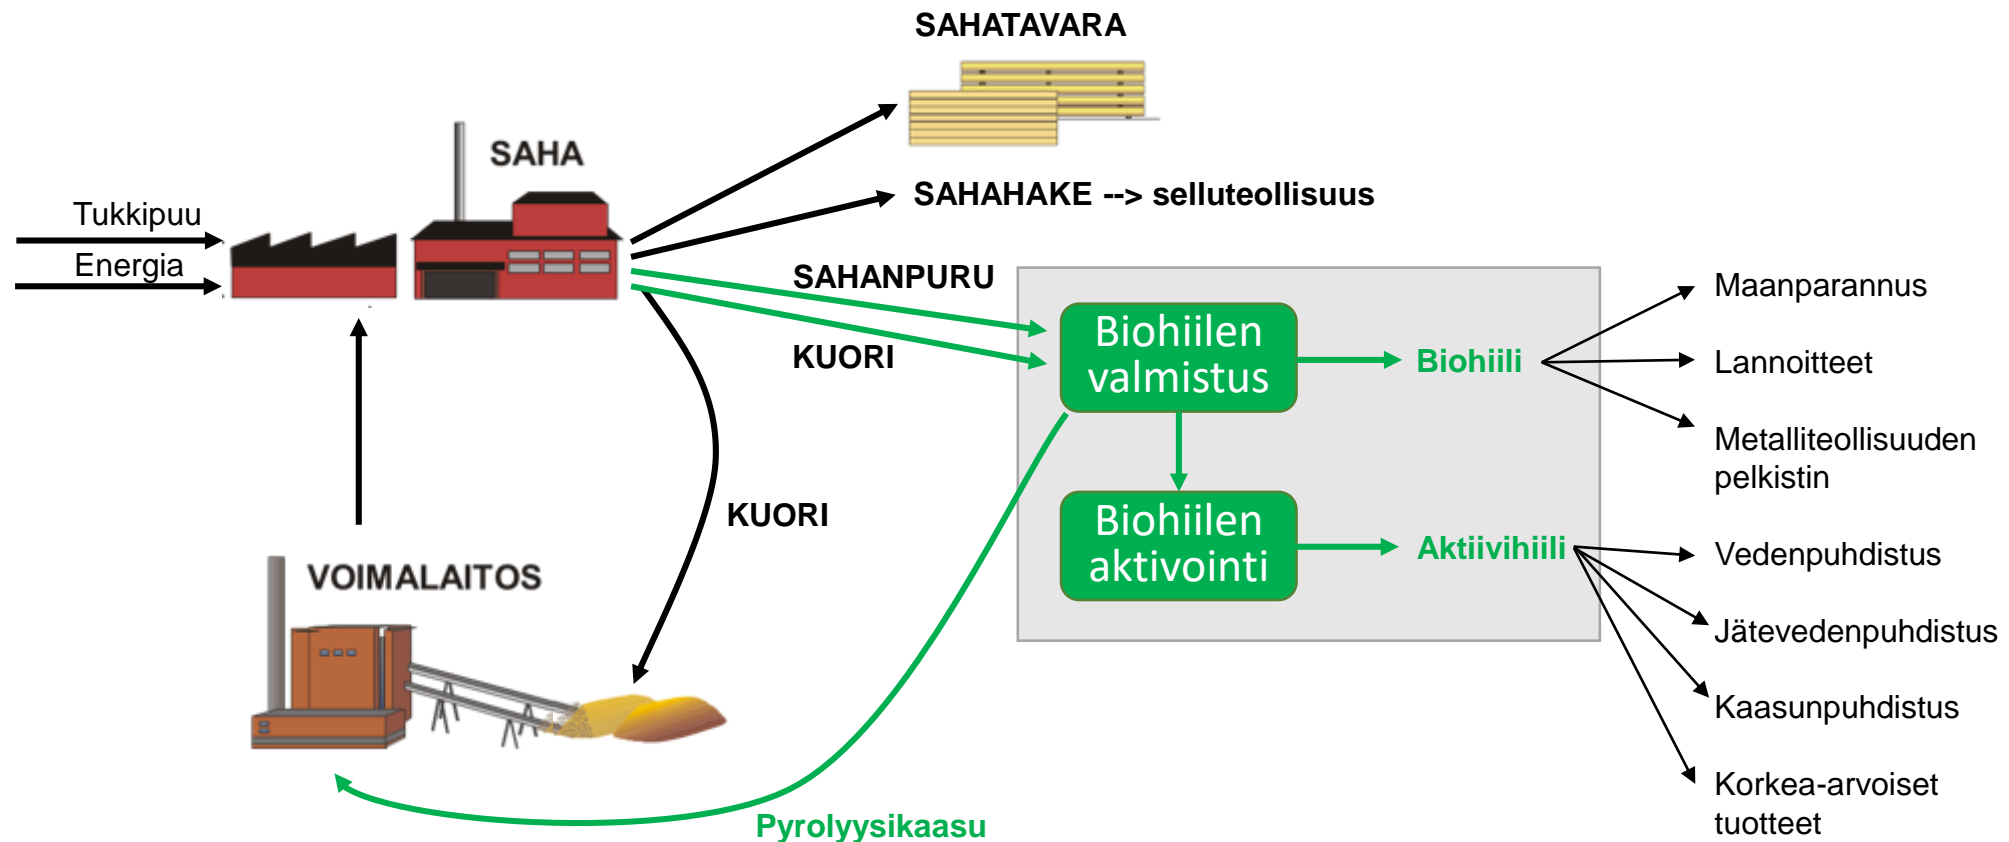 SAHATAVARA
SAHA
SAHAHAKE --> selluteollisuus
Tukkipuu
Energia
SAHANPURU
KUORI
Biohiilen
valmistus
Biohiili
Maanparannus
Lannoitteet
Metalliteollisuuden
pelkistin
KUORI
Biohiilen
aktivointi
Aktiivihiili
Vedenpuhdistus
Jätevedenpuhdistus
Kaasunpuhdistus
Korkea-arvoiset
tuotteet
VOIMALAITOS
Pyrolyysikaasu